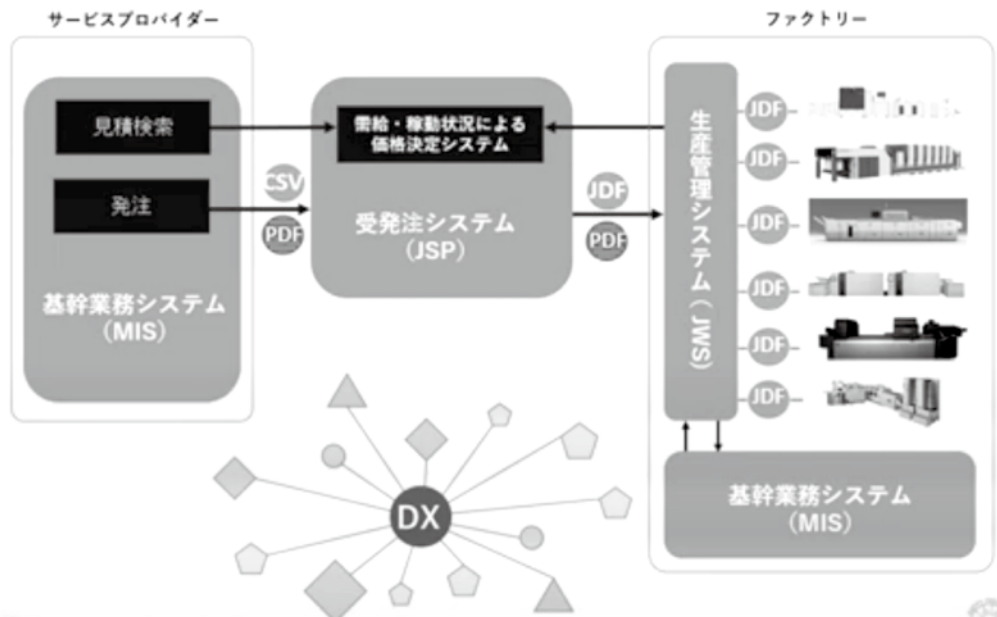 サービスプロバイダー
ファクトリー
見積検索
発注
基幹業務システム
(MIS)
CSV
PDF
需給・稼動状況による
価格決定システム
受発注システム
(JSP)
JDF
PDF
生産管理システム(JWS)
JDF
JDF
JDF
JDF
JDF
JDF
基幹業務システム
(MIS)
DX